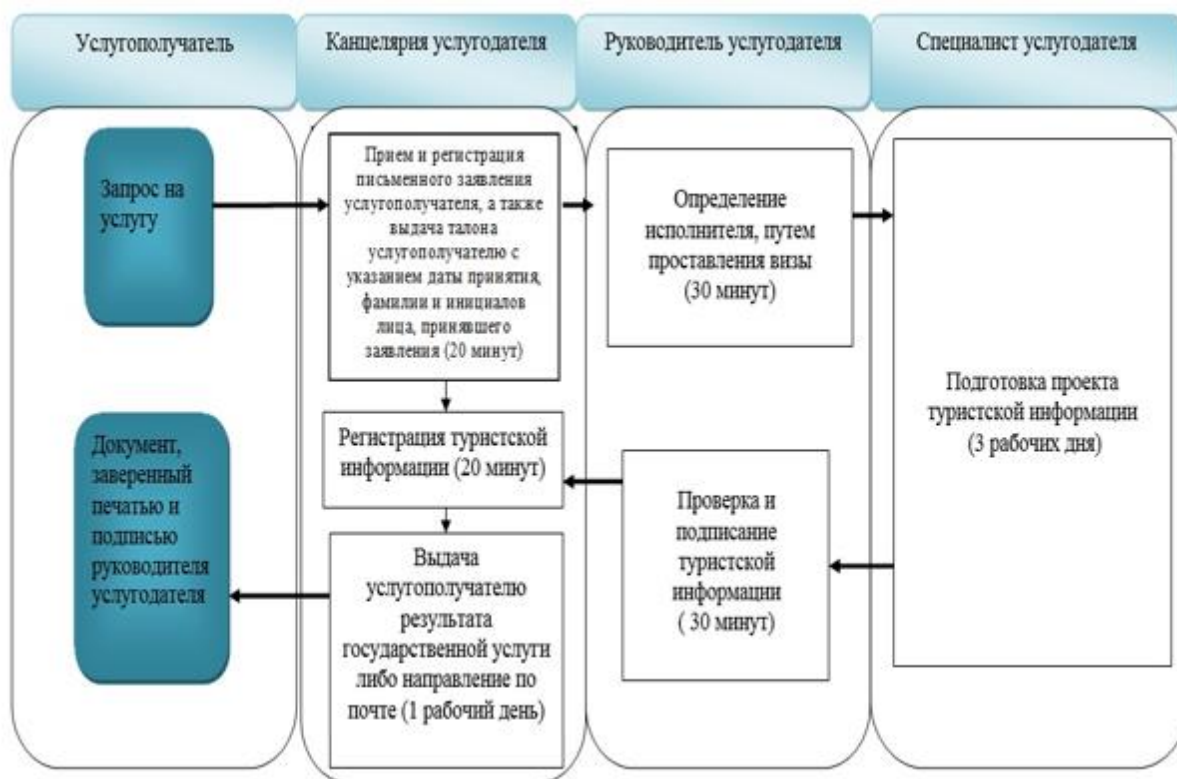 Услугополучатель
Канцелярия услугодателя
Руководитель услугодателя
Специалист услугодателя
Запрос на
услугу
Прием и регистрация
письменного заявления
услугополучателя, а также
выдача талона
услугополучателю с
указанием даты принятия,
фамилии и инициалов
лица, принявшего
заявления (20 минут)
Определение
исполнителя, путем
проставления визы
(30 минут)
Подготовка проекта
туристской информации
(3 рабочих дня)
Документ,
заверенный
печатью и
подписью
руководителя
услугодателя
Регистрация туристской
информации (20 минут)
Проверка и
подписание
туристской
информации
( 30 минут)
Выдача
услугополучателю
результата
государственной услуги
либо направление по
почте (1 рабочий день)